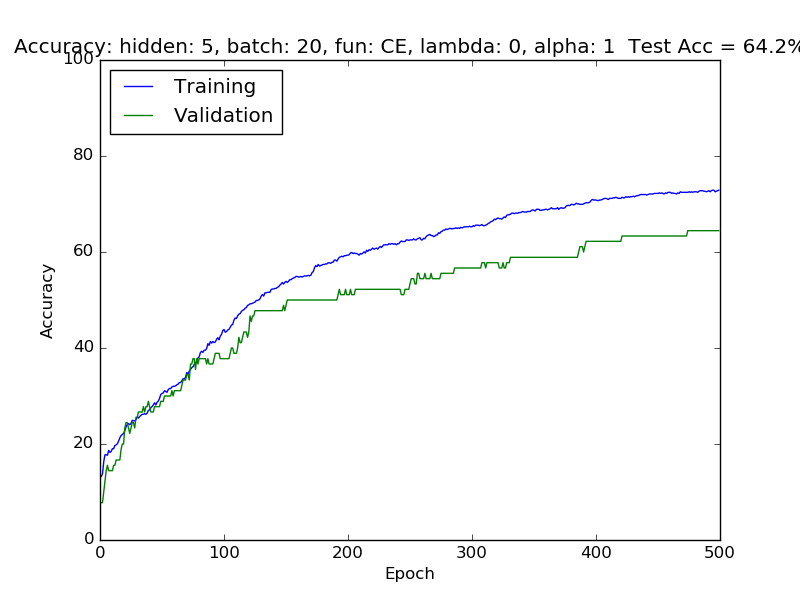 Accuracy: hidden: 5, batch: 20, fun: CE, lambda: 0, alpha: 1  Test Acc = 64.2%
100
Training
Validation
80
60
Accuracy
40
20
0
0 100 200 300 400 500
Epoch